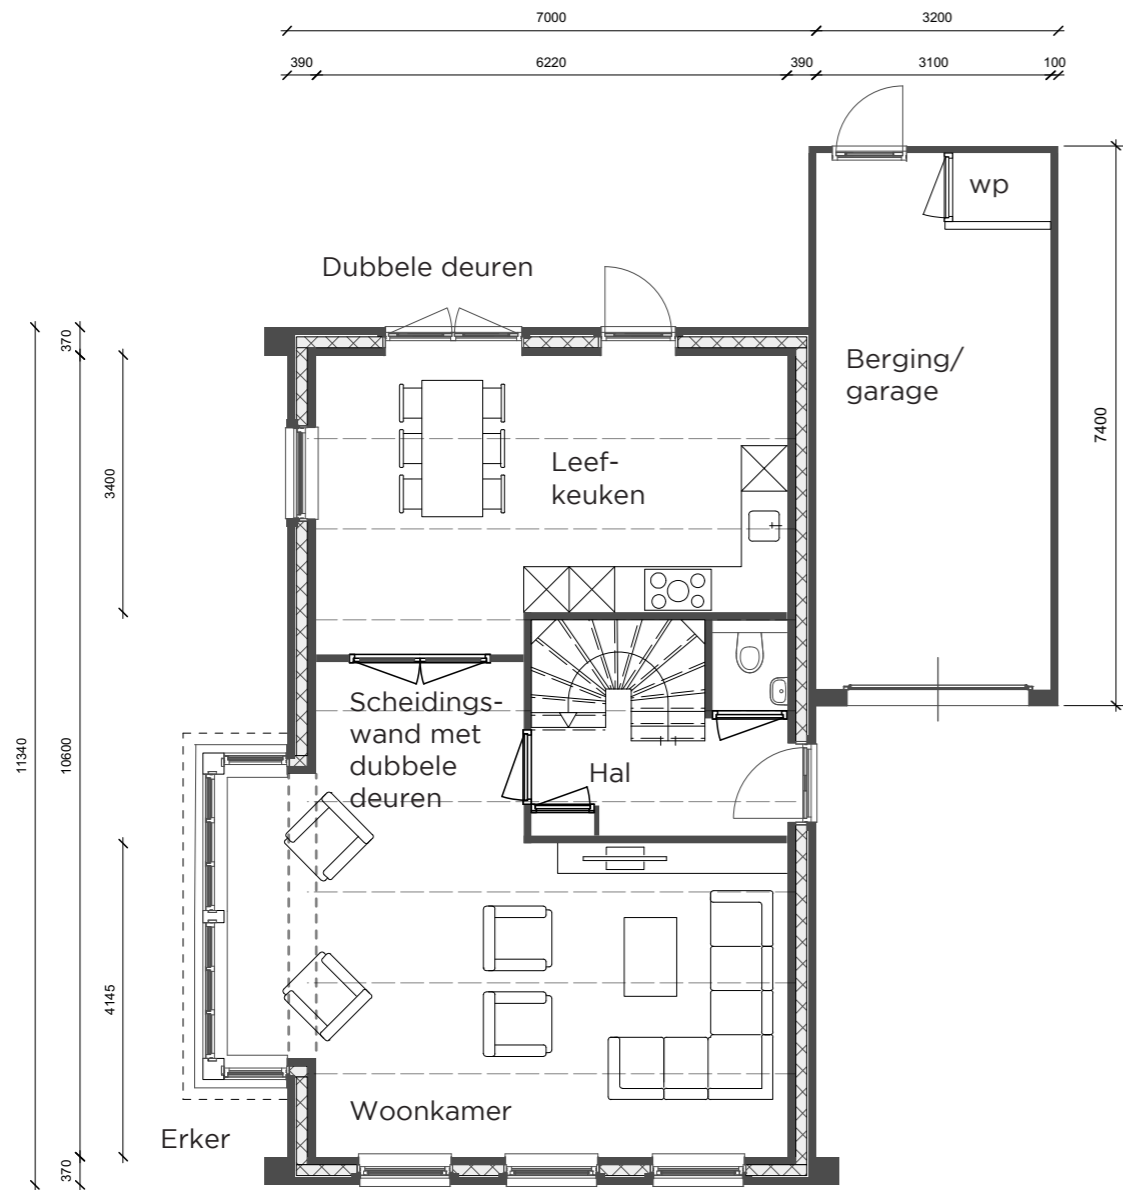 7000
3200
390
6220
390
3100
100
wp
Dubbele deuren
370
Berging/
garage
7400
Leef-
keuken
3400
Scheidings-
wand met
dubbele
deuren
Hal
11340
10600
4145
Woonkamer
Erker
370